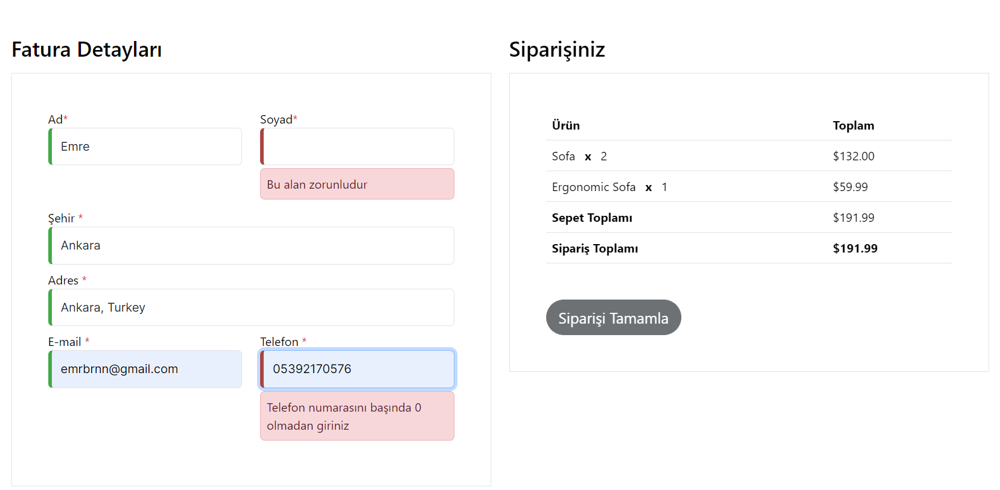 Fatura Detayları
Ad*
Soyad*
Emre
Bu alan zorunludur
Şehir *
Ankara
Adres *
Ankara, Turkey
E-mail *
Telefon *
emrbrnn@gmail.com
05392170576
Telefon numarasını başında 0
olmadan giriniz
Siparişiniz
Ürün Toplam
Sofa x 2 $132.00
Ergonomic Sofa x 1 $59.99
Sepet Toplamı $191.99
Sipariş Toplamı $191.99
Siparişi Tamamla